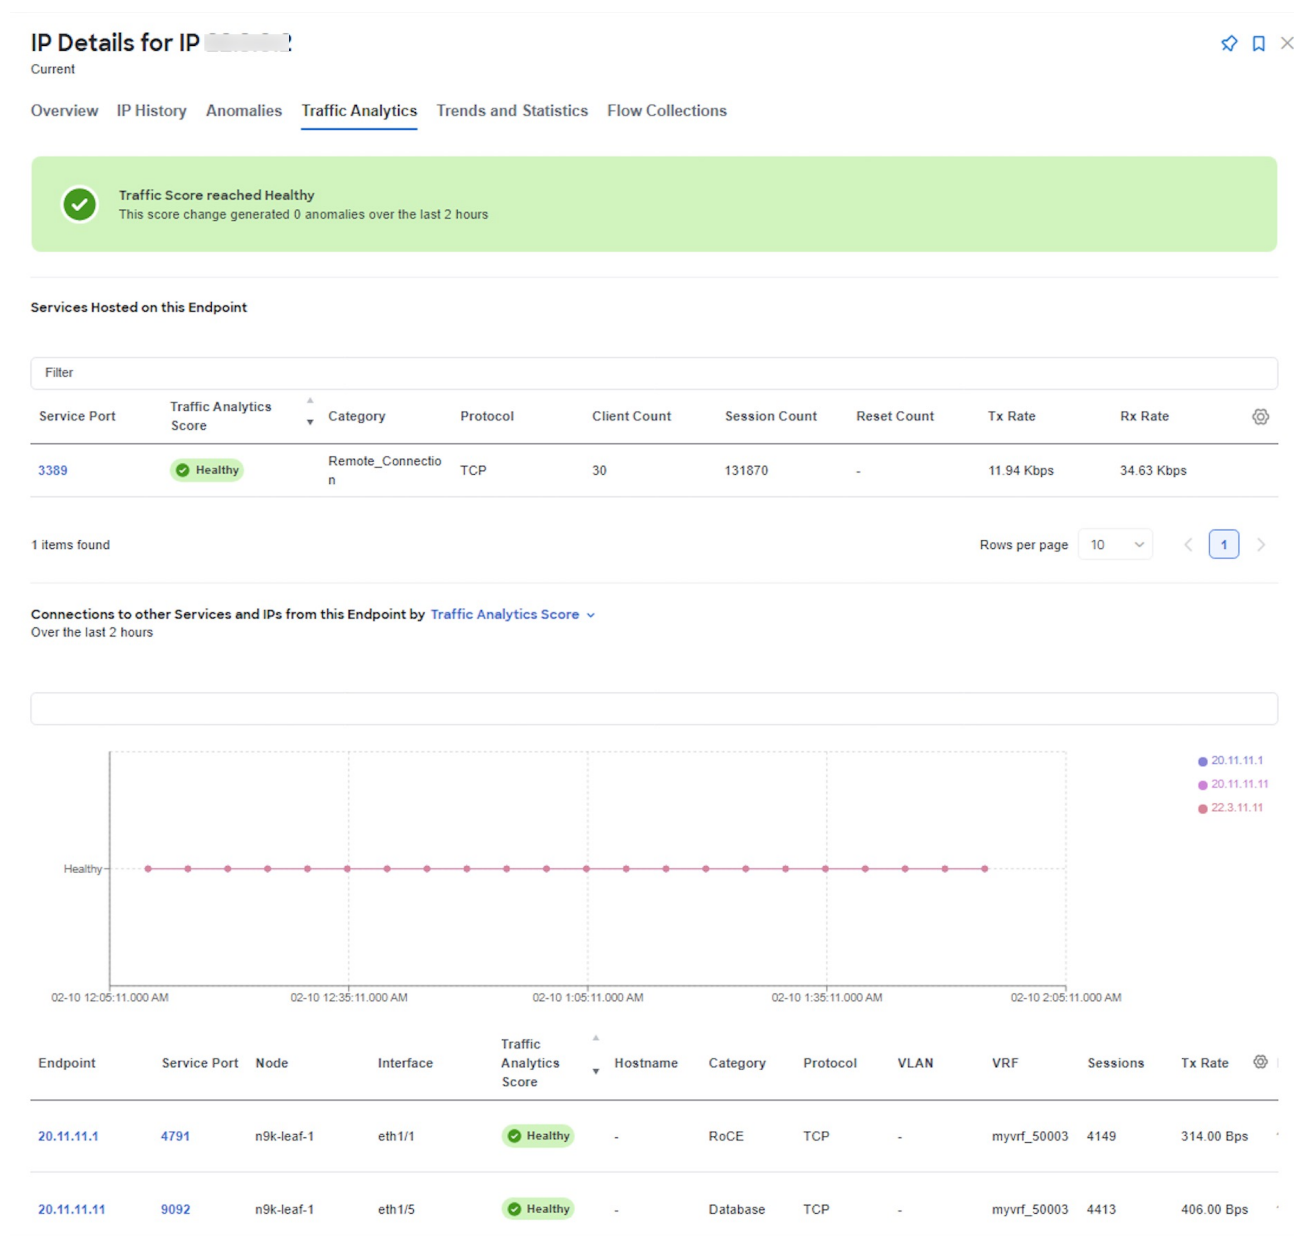 IP Details for IP
Current
Overview IP History Anomalies Traffic Analytics Trends and Statistics Flow Collections
Traffic Score reached Healthy
This score change generated 0 anomalies over the last 2 hours
Services Hosted on this Endpoint
Filter
Service Port Traffic Analytics Score Category Protocol Client Count Session Count Reset Count Tx Rate Rx Rate
3389 Healthy Remote_Connectio
n TCP 30 131870 - 11.94 Kbps 34.63 Kbps
1 items found Rows per page 10 1
Connections to other Services and IPs from this Endpoint by Traffic Analytics Score
Over the last 2 hours
20.11.11.1
20.11.11.11
22.3.11.11
Healthy
02-10 12:05:11.000 AM 02-10 12:35:11.000 AM 02-10 1:05:11.000 AM 02-10 1:35:11.000 AM 02-10 2:05:11.000 AM
Endpoint Service Port Node Interface Traffic Analytics Score Hostname Category Protocol VLAN VRF Sessions Tx Rate
20.11.11.1 4791 n9k-leaf-1 eth1/1 Healthy - RoCE TCP - myvrf_50003 4149 314.00 Bps
20.11.11.11 9092 n9k-leaf-1 eth1/5 Healthy - Database TCP - myvrf_50003 4413 406.00 Bps